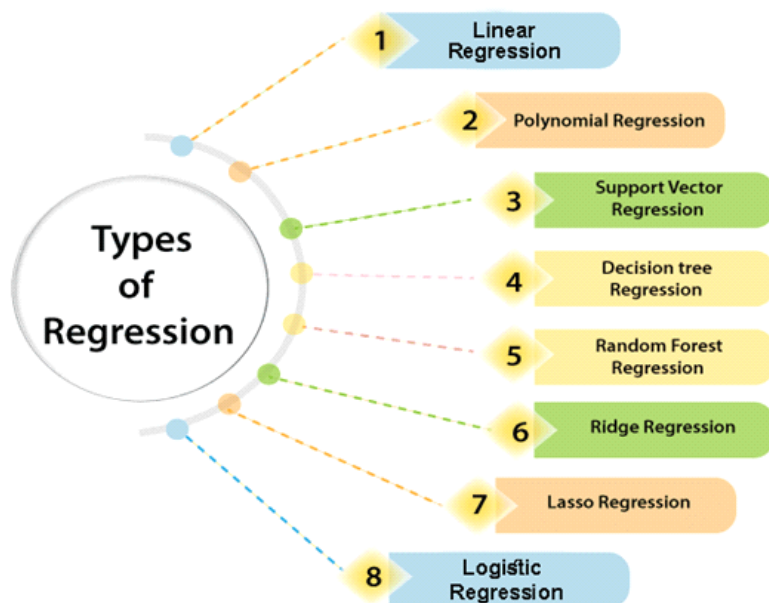 Types
of
Regression
1
Linear
Regression
2
Polynomial Regression
3
Support Vector
Regression
4
Decision tree
Regression
5
Random Forest
Regression
6
Ridge Regression
7
Lasso Regression
8
Logistic
Regression